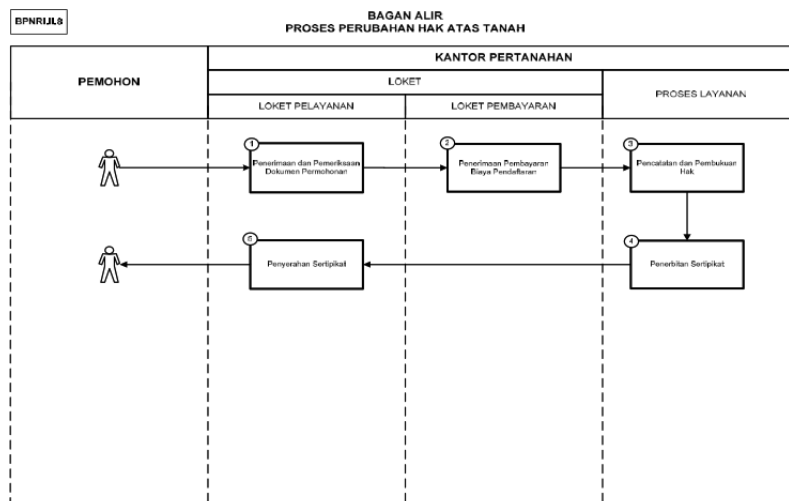 BPNRI/JL8
BAGAN ALIR
PROSES PERUBAHAN HAK ATAS TANAH
PEMOHON
KANTOR PERTANAHAN
LOKET
PROSES LAYANAN
LOKET PELAYANAN
LOKET PEMBAYARAN
1
Penerimaan dan Pemeriksaan
Dokumen Permohonan
2
Penerimaan Pembayaran
Biaya Pendaftaran
3
Pencatatan dan Pembukuan
Hak
5
Penyerahan Sertipikat
4
Penerbitan Sertipikat